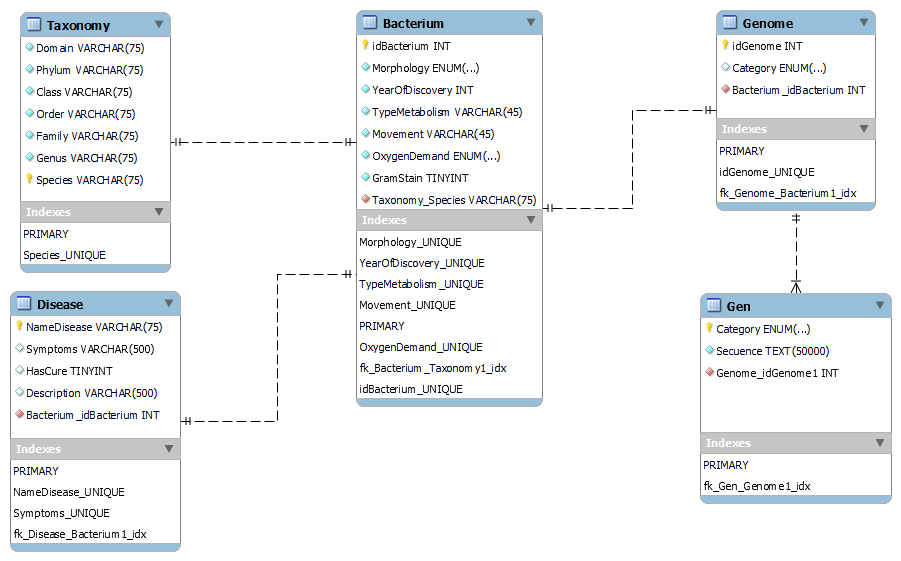 Taxonomy
Domain VARCHAR(75)
Phylum VARCHAR(75)
Class VARCHAR(75)
Order VARCHAR(75)
Family VARCHAR(75)
Genus VARCHAR(75)
Species VARCHAR(75)
Indexes
PRIMARY
Species_UNIQUE
Bacterium
idBacterium INT
Morphology ENUM(...)
YearOfDiscovery INT
TypeMetabolism VARCHAR(45)
Movement VARCHAR(45)
OxygenDemand ENUM(...)
GramStain TINYINT
Taxonomy_Species VARCHAR(75)
Indexes
Morphology_UNIQUE
YearOfDiscovery_UNIQUE
TypeMetabolism_UNIQUE
Movement_UNIQUE
PRIMARY
OxygenDemand_UNIQUE
fk_Bacterium_Taxonomy1_idx
idBacterium_UNIQUE
Genome
idGenome INT
Category ENUM(...)
Bacterium_idBacterium INT
Indexes
PRIMARY
idGenome_UNIQUE
fk_Genome_Bacterium1_idx
Disease
NameDisease VARCHAR(75)
Symptoms VARCHAR(500)
HasCure TINYINT
Description VARCHAR(500)
Bacterium_idBacterium INT
Indexes
PRIMARY
NameDisease_UNIQUE
Symptoms_UNIQUE
fk_Disease_Bacterium1_idx
Gen
Category ENUM(...)
Secuence TEXT(50000)
Genome_idGenome1 INT
Indexes
PRIMARY
fk_Gen_Genome1_idx